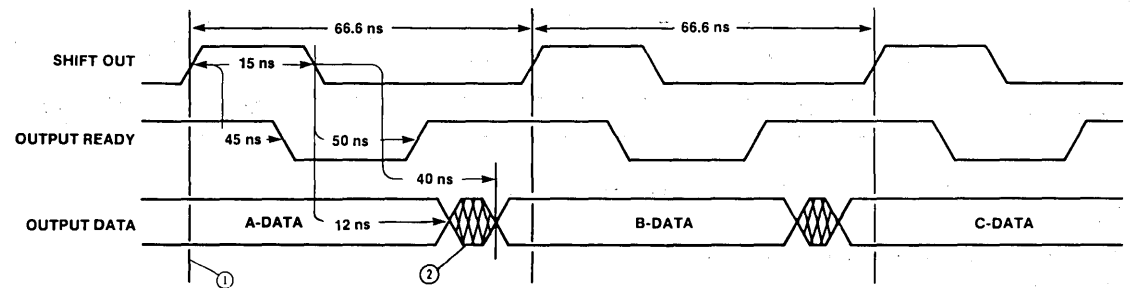 66.6 ns 66.6 ns
SHIFT OUT 15 ns
OUTPUT READY 45 ns 50 ns
40 ns
OUTPUT DATA A-DATA 12 ns B-DATA C-DATA
1 2